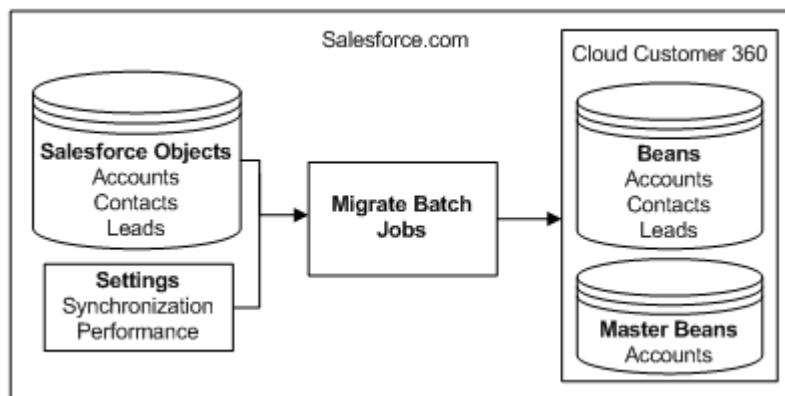 Salesforce.com
Salesforce Objects
Accounts
Contacts
Leads
Settings
Synchronization
Performance
Migrate Batch
Jobs
Cloud Customer 360
Beans
Accounts
Contacts
Leads
Master Beans
Accounts